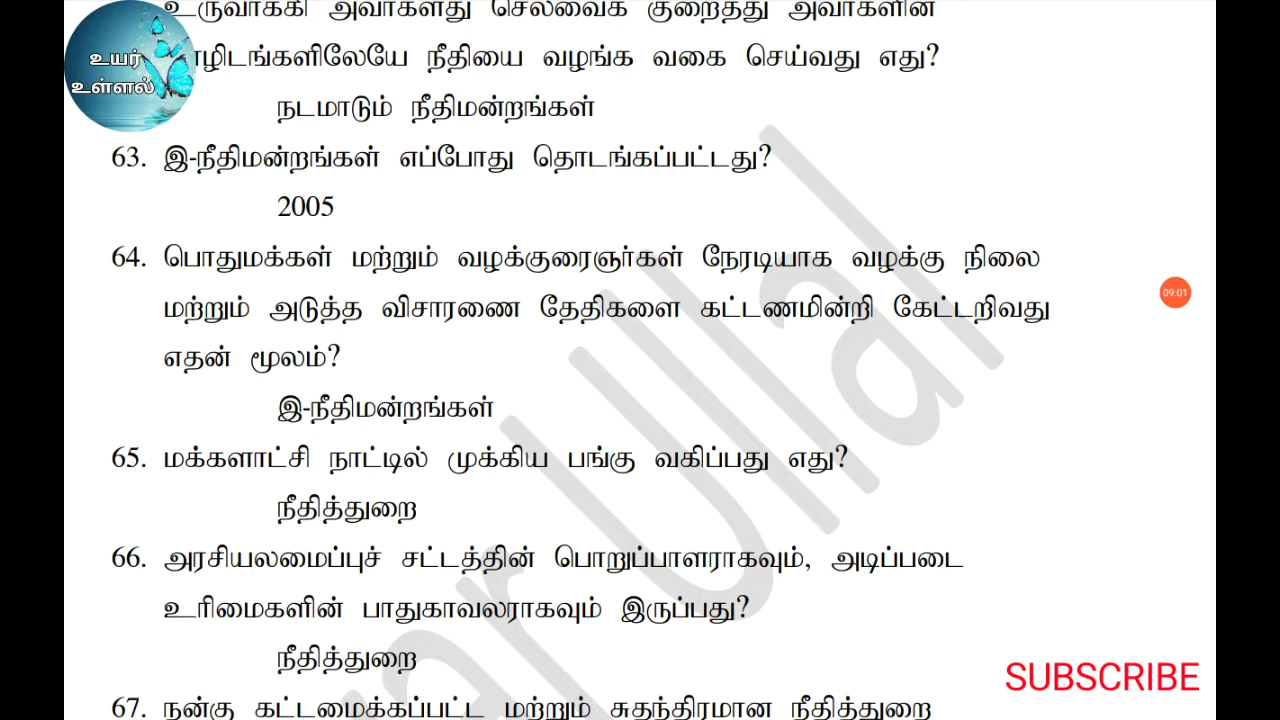 உருவாக்கி அவர்களது செலவைக் குறைத்து அவர்களின்
உயர்
உள்ளல்
நீதியை வழங்க வகை செய்வது எது?
நடமாடும் நீதிமன்றங்கள்
63. இ-நீதிமன்றங்கள் எப்போது தொடங்கப்பட்டது?
2005
64. பொதுமக்கள் மற்றும் வழக்குரைஞர்கள் நேரடியாக வழக்கு நிலை
மற்றும் அடுத்த விசாரணை தேதிகளை கட்டணமின்றி கேட்டறிவது
09:01
எதன் மூலம்?
இ-நீதிமன்றங்கள்
65. மக்களாட்சி நாட்டில் முக்கிய பங்கு வகிப்பது எது?
நீதித்துறை
66. அரசியலமைப்புச் சட்டத்தின் பொறுப்பாளராகவும், அடிப்படை
உரிமைகளின் பாதுகாவலராகவும் இருப்பது?
நீதித்துறை
SUBSCRIBE
67. நன்கு கட்டமைக்கப்பட்ட மற்றும் சுதந்திரமான நீதித்துறை